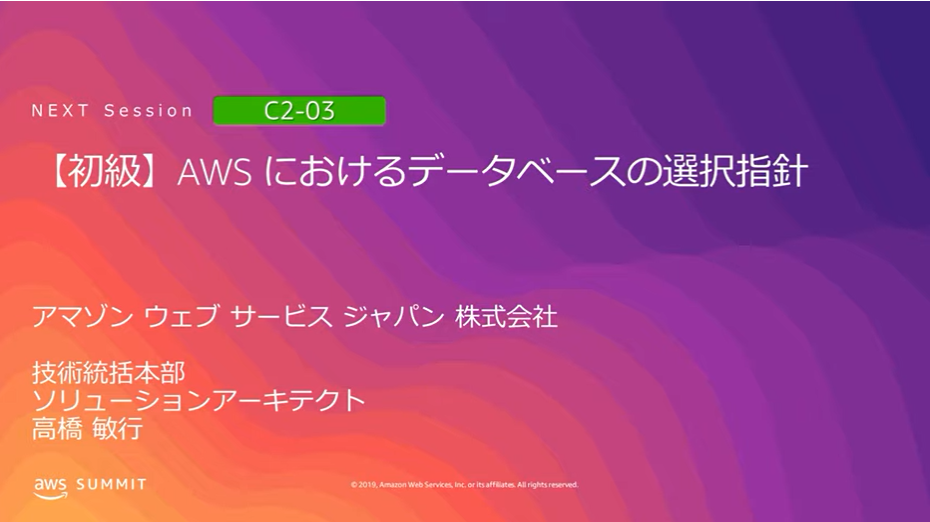 NEXT Session C2-03
【初級】AWS におけるデータベースの選択指針
アマゾン ウェブ サービス ジャパン 株式会社
技術統括本部
ソリューションアーキテクト
高橋 敏行
aws SUMMIT
© 2019, Amazon Web Services, Inc. or its affiliates. All rights reserved.